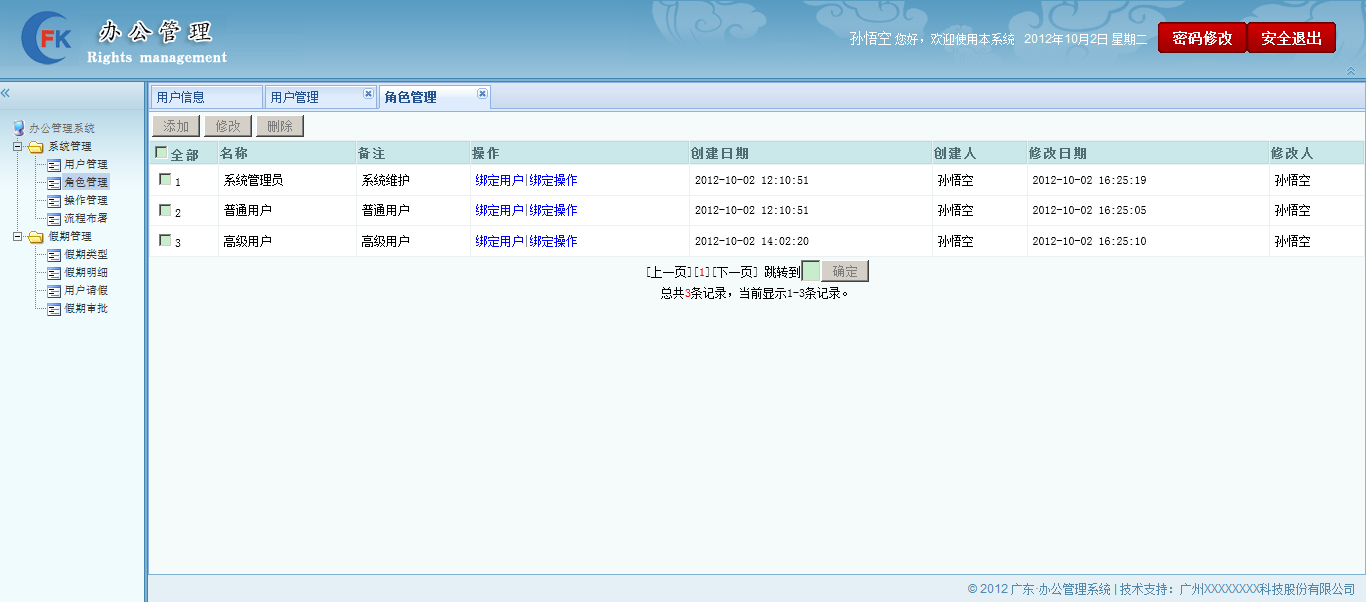 FK 办公管理
Rights management
孙悟空 您好，欢迎使用本系统 2012年10月2日 星期二 密码修改 安全退出
办公管理系统
系统管理
用户管理
角色管理
操作管理
流程布署
假期管理
假期类型
假期明细
用户请假
假期审批
用户信息 用户管理 角色管理
添加 修改 删除
全部 名称 备注 操作 创建日期 创建人 修改日期 修改人
1 系统管理员 系统维护 绑定用户|绑定操作 2012-10-02 12:10:51 孙悟空 2012-10-02 16:25:19 孙悟空
2 普通用户 普通用户 绑定用户|绑定操作 2012-10-02 12:10:51 孙悟空 2012-10-02 16:25:05 孙悟空
3 高级用户 高级用户 绑定用户|绑定操作 2012-10-02 14:02:20 孙悟空 2012-10-02 16:25:10 孙悟空
[上一页][1][下一页] 跳转到 确定
总共3条记录，当前显示1-3条记录。
© 2012 广东·办公管理系统 | 技术支持：广州XXXXXXXX科技股份有限公司